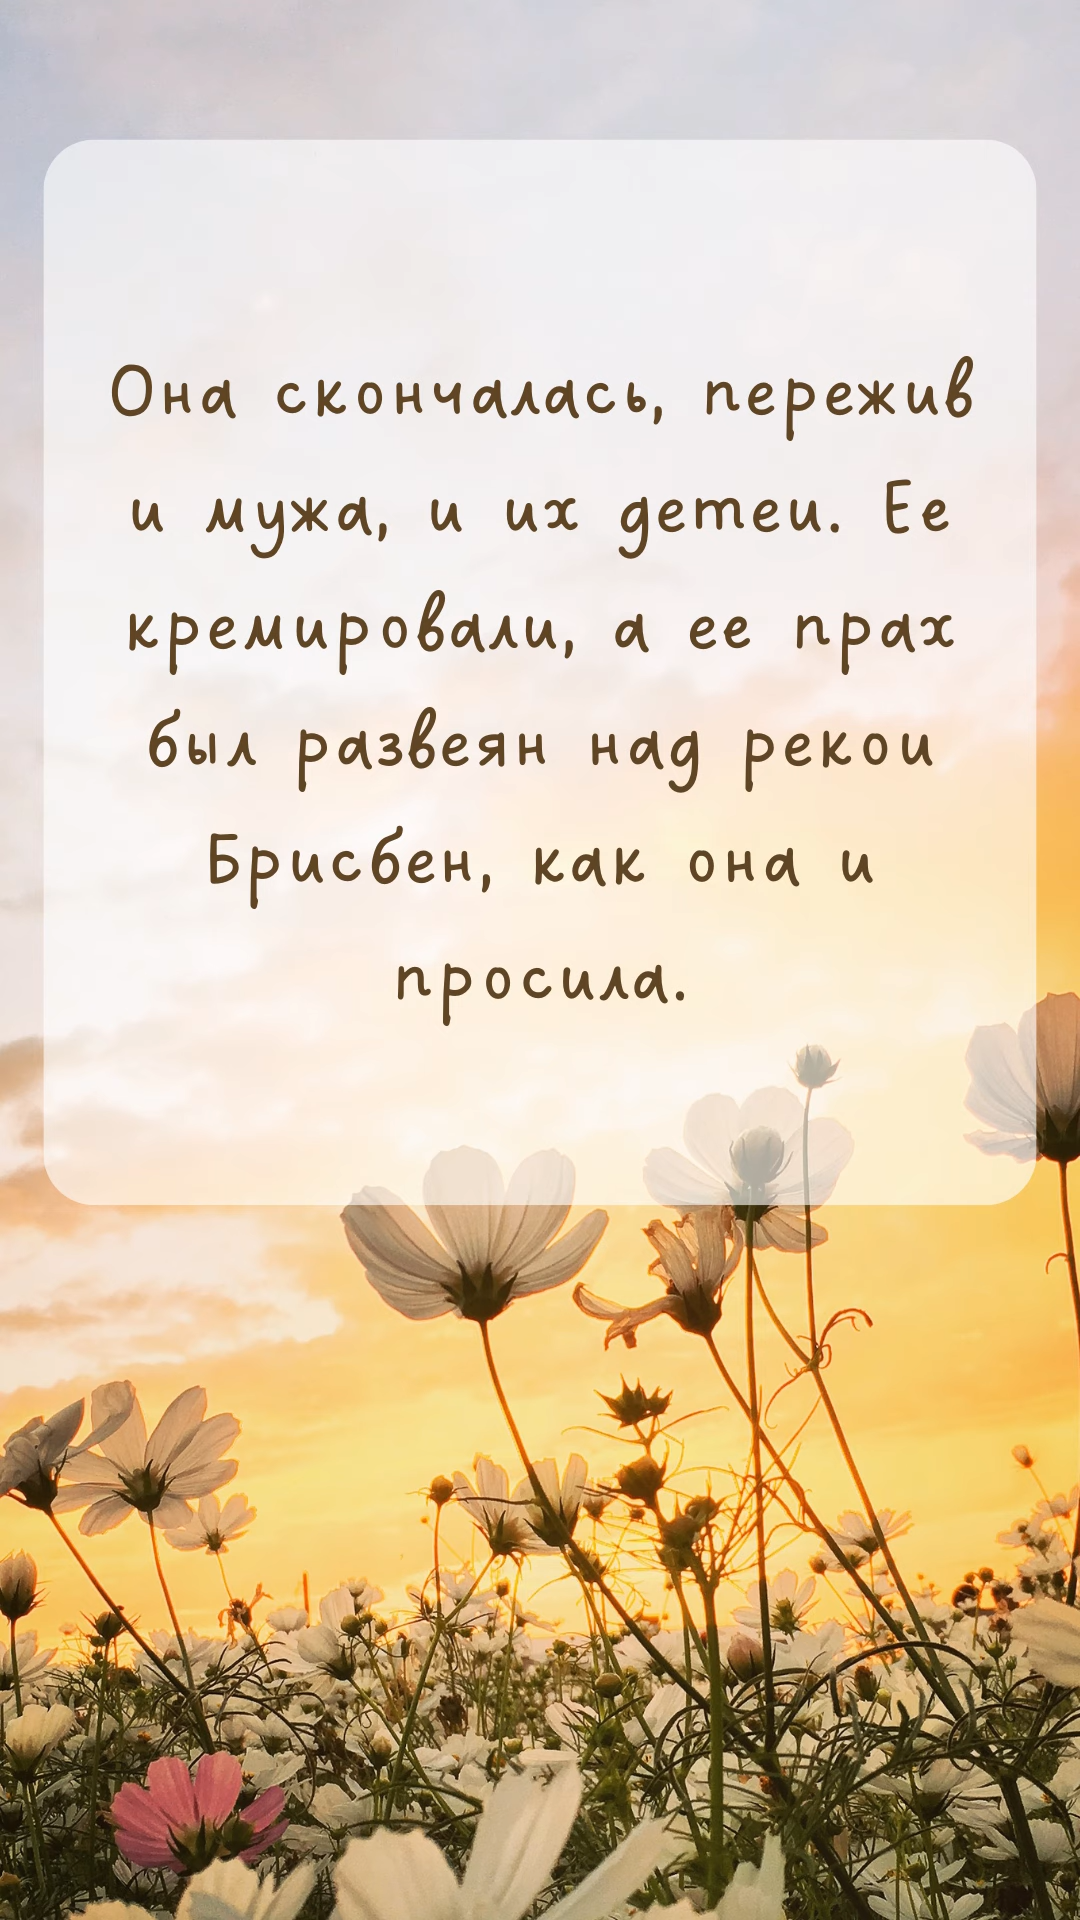 Она скончалась, пережив
и мужа, и их детеи. Ее
кремировали, а ее прах
был развеян над рекои
Брисбен, как она и
просила.